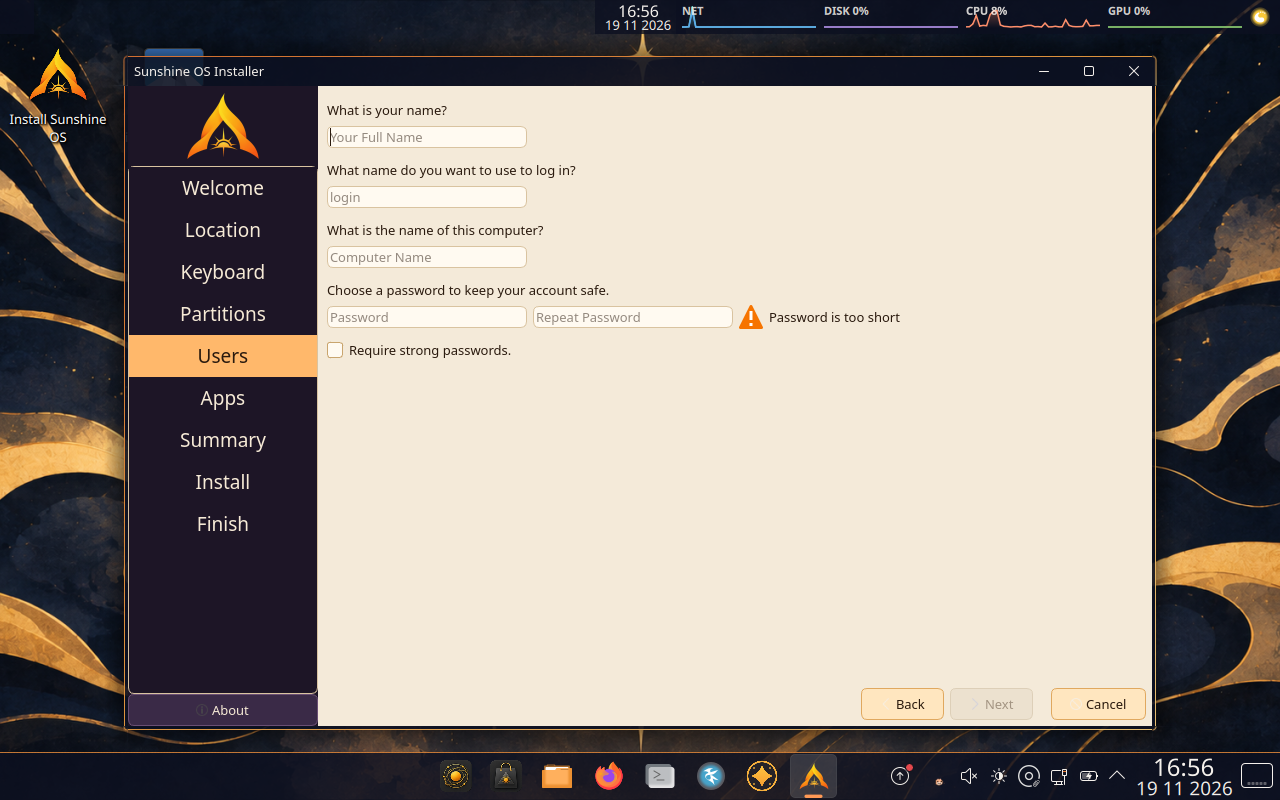 16:56
19 11 2026
NET
DISK 0%
CPU 8%
GPU 0%
Install Sunshine
OS
Sunshine OS Installer
Welcome
Location
Keyboard
Partitions
Users
Apps
Summary
Install
Finish
About
What is your name?
Your Full Name
What name do you want to use to log in?
login
What is the name of this computer?
Computer Name
Choose a password to keep your account safe.
Password
Repeat Password
Password is too short
Require strong passwords.
Back
Next
Cancel
16:56
19 11 2026